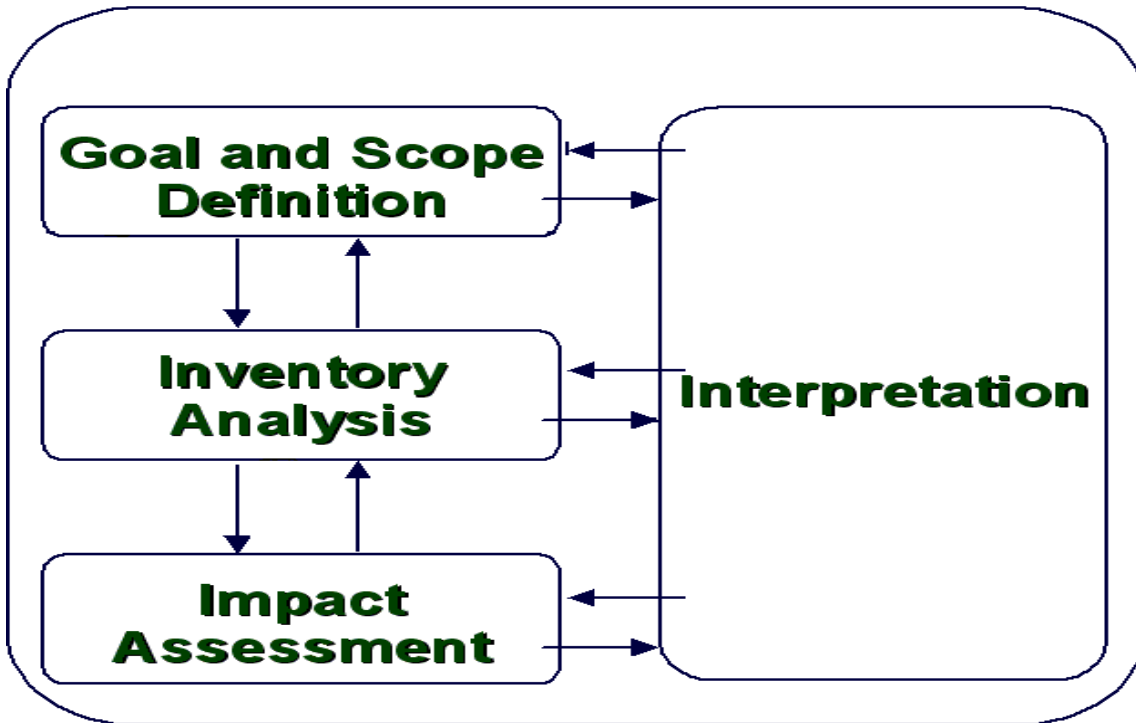 Goal and Scope
Definition
Inventory
Analysis
Interpretation
Impact
Assessment